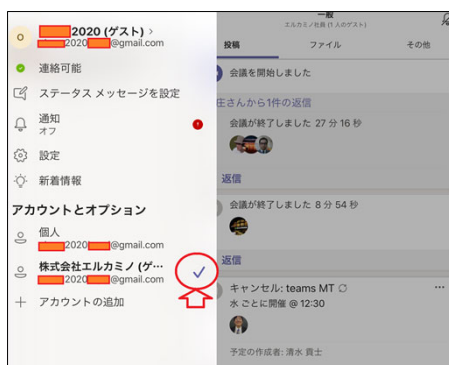 2020 (ゲスト) >
2020 @gmail.com
連絡可能
ステータス メッセージを設定
通知
オフ
設定
新着情報
アカウントとオプション
個人
2020 @gmail.com
株式会社エルカミノ (ゲ…
2020 @gmail.com
アカウントの追加
一般
エルカミノ社員 (1 人のゲスト)
投稿
ファイル
その他
会議を開始しました
庄さんから1件の返信
会議が終了しました 27 分 16 秒
返信
会議が終了しました 8 分 54 秒
返信
キャンセル: teams MT
水 ごとに開催 @ 12:30
予定の作成者: 清水 貴士